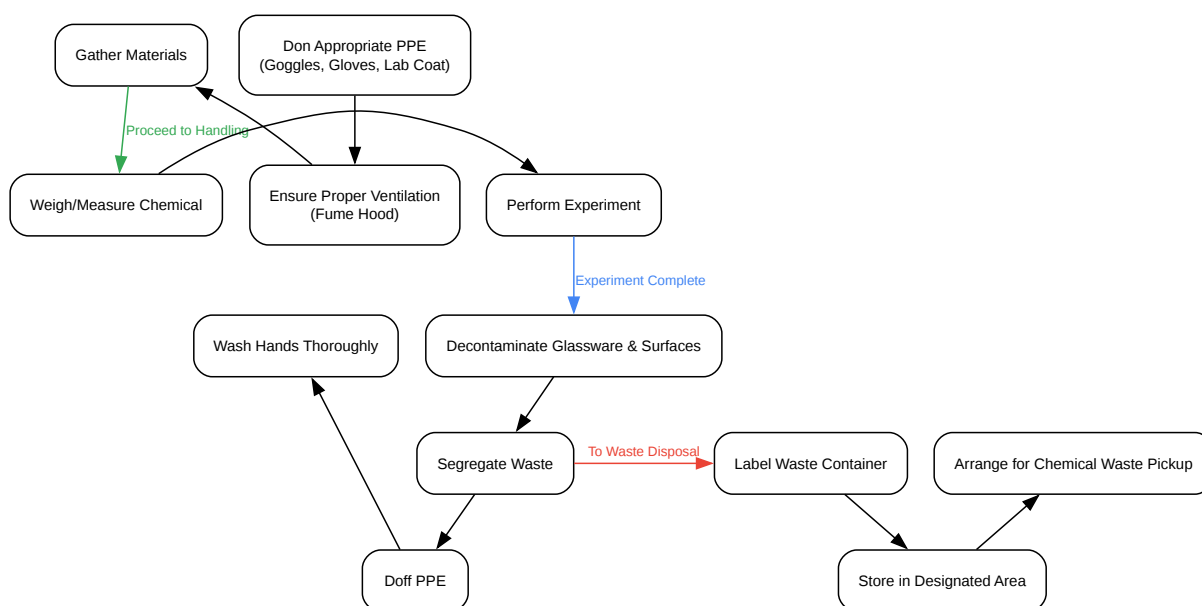 Gather Materials
Don Appropriate PPE
(Goggles, Gloves, Lab Coat)
Proceed to Handling
Weigh/Measure Chemical
Ensure Proper Ventilation
(Fume Hood)
Perform Experiment
Experiment Complete
Wash Hands Thoroughly
Decontaminate Glassware & Surfaces
Segregate Waste
To Waste Disposal
Label Waste Container
Arrange for Chemical Waste Pickup
Doff PPE
Store in Designated Area